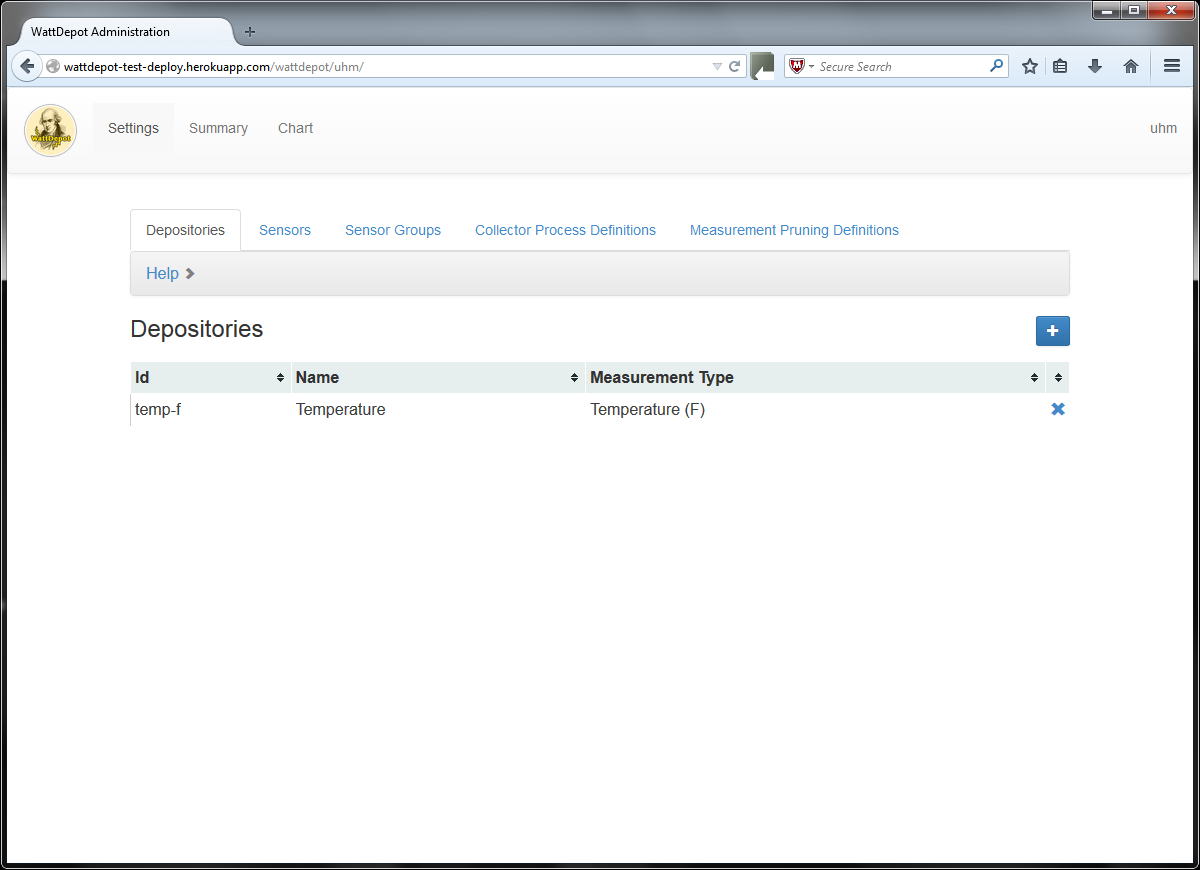 WattDepot Administration
wattdepot-test-deploy.herokuapp.com/wattdepot/uhm/
Secure Search
WattDepot
Settings Summary Chart uhm
Depositories Sensors Sensor Groups Collector Process Definitions Measurement Pruning Definitions
Help
Depositories
Id Name Measurement Type
temp-f Temperature Temperature (F)